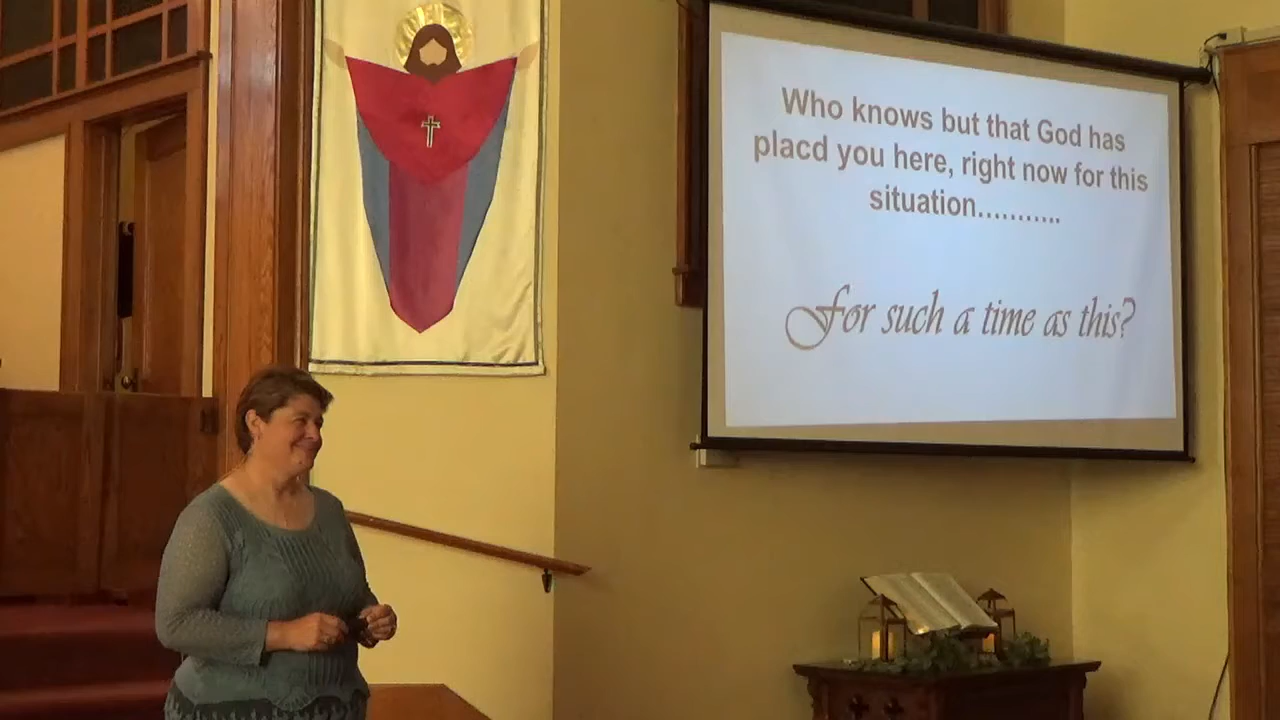 Who knows but that God has
placd you here, right now for this
situation...........
For such a time as this?